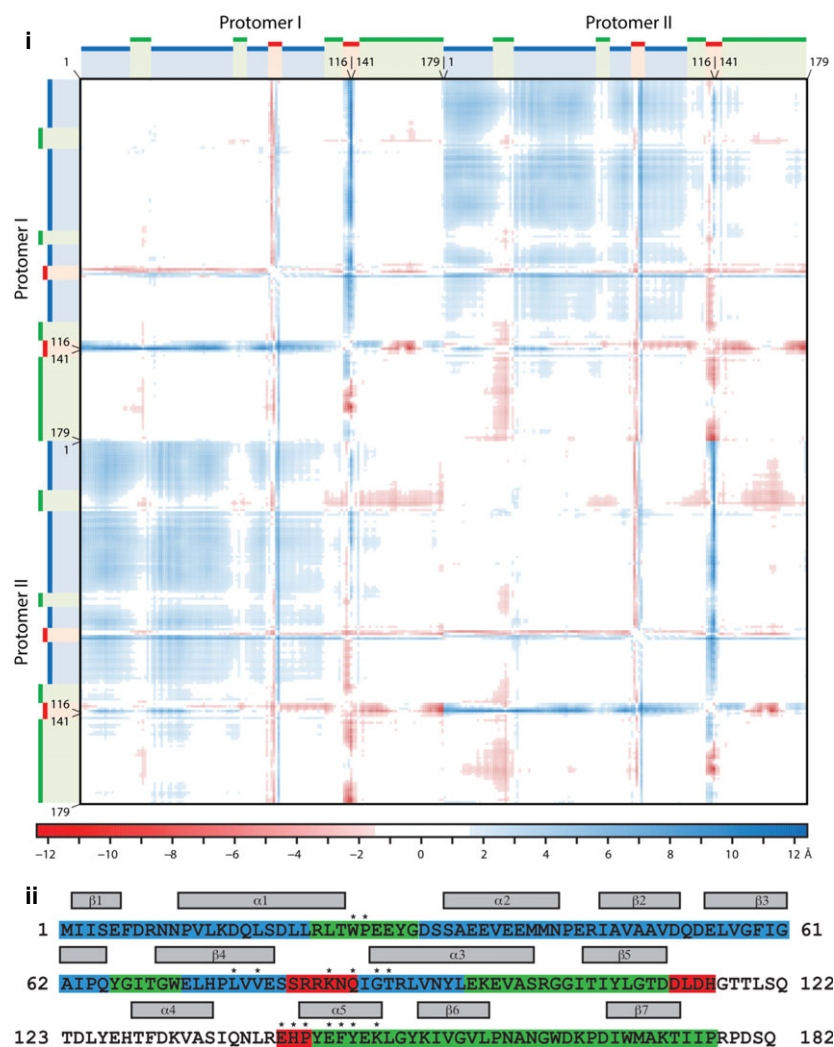 i
Protomer I Protomer II
1 116 | 141 179 | 1 116 | 141 179
Protomer I
116
141
179
1
Protomer II
116
141
179
−12 −10 −8 −6 −4 −2 0 2 4 6 8 10 12 Å
ii
β1 α1 α2 β2 β3
★ ★
1 MIISEFDRNNPVLKDQLSDLLRLTWPEEYGDSSAEEVEEMMNPERIAVAAVDQDELVGFIG 61
β4 α3 β5
★ ★ ★ ★ ★ ★
62 AIPQYGITGWELHPLVVESSRRKNQIGTRLVNYLEKEVASRGGITIYLGTDDLDHGTTLSQ 122
α4 α5 β6 β7
★ ★ ★ ★ ★ ★ ★
123 TDLYEHTFDKVASIQNLREHPYEFYEKLGYKIVGVLPNANGWDKPDIWMAKTIIPRPDSQ 182